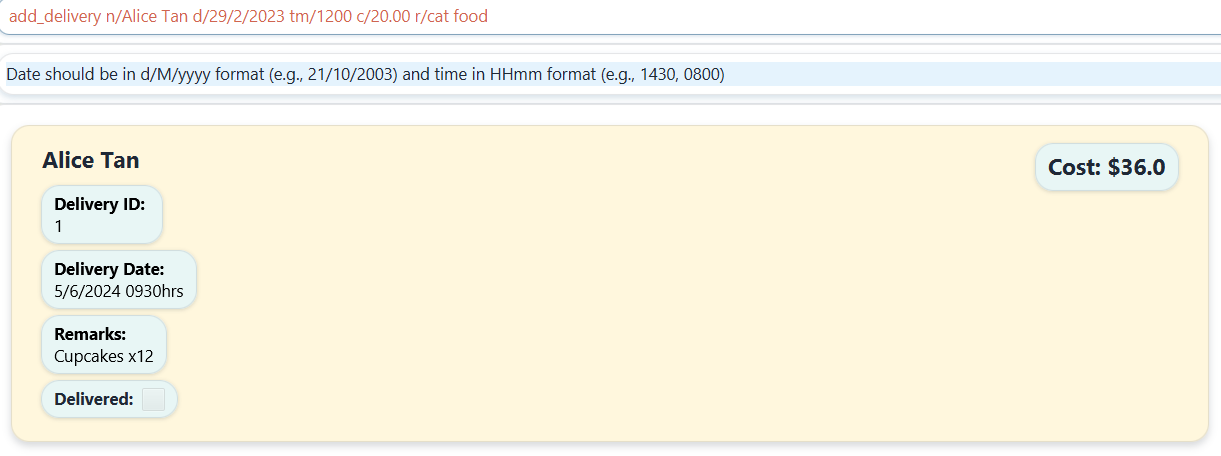 add_delivery n/Alice Tan d/29/2/2023 tm/1200 c/20.00 r/cat food
Date should be in d/M/yyyy format (e.g., 21/10/2003) and time in HHmm format (e.g., 1430, 0800)
Alice Tan
Cost: $36.0
Delivery ID:
1
Delivery Date:
5/6/2024 0930hrs
Remarks:
Cupcakes x12
Delivered: